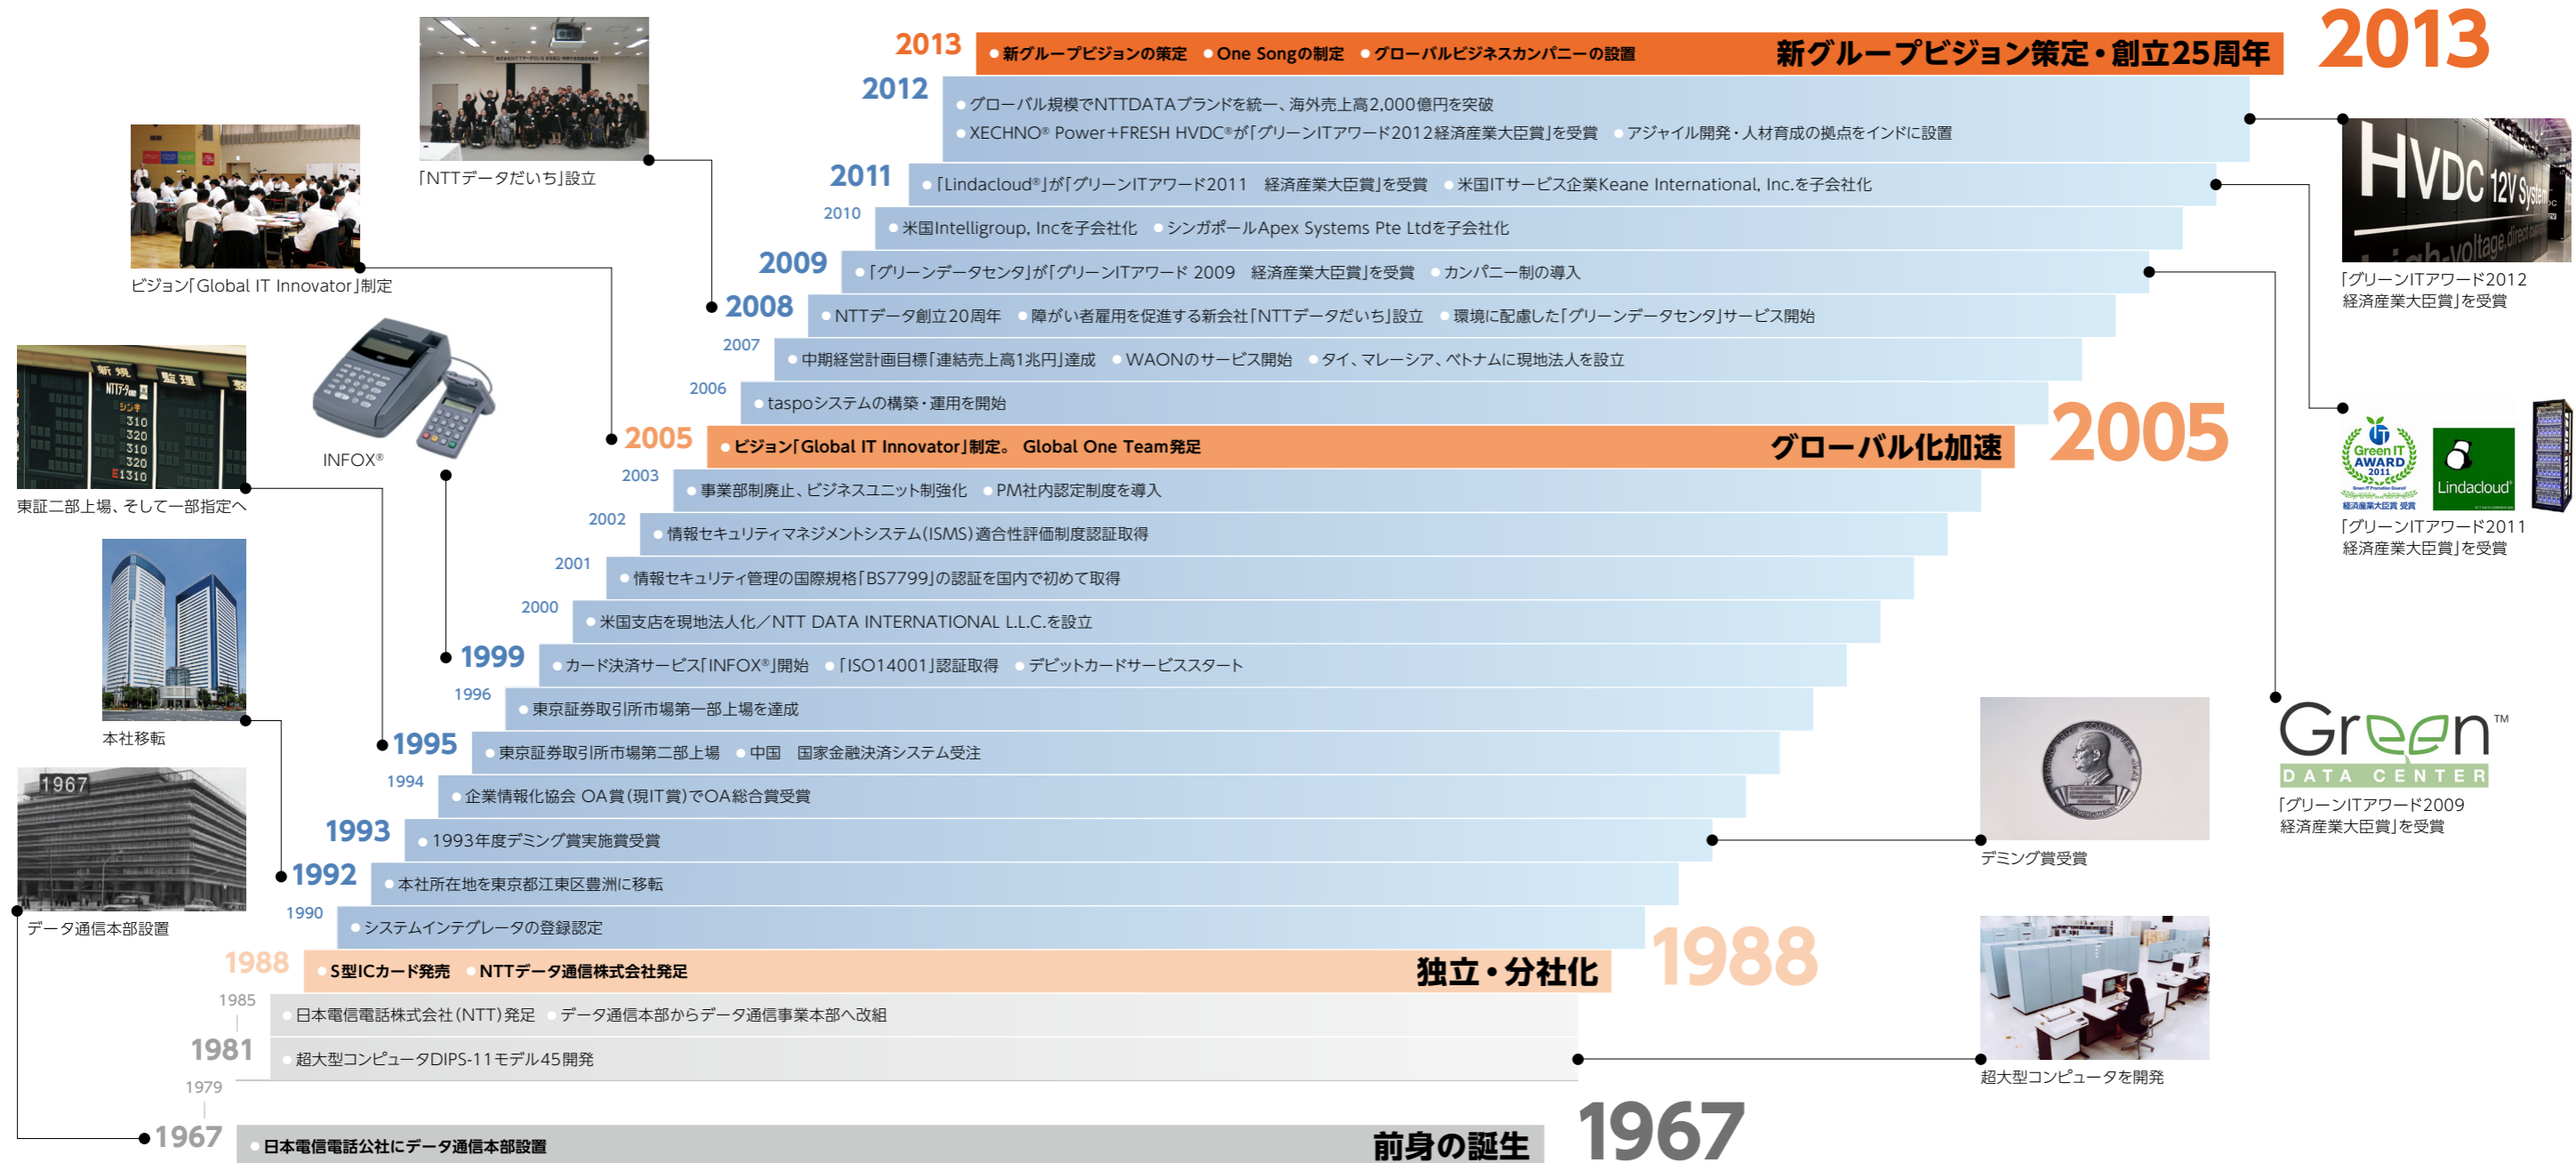 2013
● 新グループビジョンの策定 ● One Songの制定 ● グローバルビジネスカンパニーの設置
新グループビジョン策定・創立25周年
2013
2012
● グローバル規模でNTTDATAブランドを統一、海外売上高2,000億円を突破
● XECHNO® Power+FRESH HVDC®が「グリーンITアワード2012経済産業大臣賞」を受賞 ● アジャイル開発・人材育成の拠点をインドに設置
2011
● 「Lindacloud®」が「グリーンITアワード2011 経済産業大臣賞」を受賞 ● 米国ITサービス企業Keane International, Inc.を子会社化
2010
● 米国Intelligroup, Incを子会社化 ● シンガポールApex Systems Pte Ltdを子会社化
2009
● 「グリーンデータセンタ」が「グリーンITアワード 2009 経済産業大臣賞」を受賞 ● カンパニー制の導入
2008
● NTTデータ創立20周年 ● 障がい者雇用を促進する新会社「NTTデータだいち」設立 ● 環境に配慮した「グリーンデータセンタ」サービス開始
2007
● 中期経営計画目標「連結売上高1兆円」達成 ● WAONのサービス開始 ● タイ、マレーシア、ベトナムに現地法人を設立
2006
● taspoシステムの構築・運用を開始
2005
● ビジョン「Global IT Innovator」制定。 Global One Team発足
グローバル化加速
2005
2003
● 事業部制廃止、ビジネスユニット制強化 ● PM社内認定制度を導入
2002
● 情報セキュリティマネジメントシステム(ISMS)適合性評価制度認証取得
2001
● 情報セキュリティ管理の国際規格「BS7799」の認証を国内で初めて取得
2000
● 米国支店を現地法人化／NTT DATA INTERNATIONAL L.L.C.を設立
1999
● カード決済サービス「INFOX®」開始 ● 「ISO14001」認証取得 ● デビットカードサービススタート
1996
● 東京証券取引所市場第一部上場を達成
1995
● 東京証券取引所市場第二部上場 ● 中国 国家金融決済システム受注
1994
● 企業情報化協会 OA賞(現IT賞)でOA総合賞受賞
1993
● 1993年度デミング賞実施賞受賞
1992
● 本社所在地を東京都江東区豊洲に移転
1990
● システムインテグレータの登録認定
1988
● S型ICカード発売 ● NTTデータ通信株式会社発足
独立・分社化
1988
1985
● 日本電信電話株式会社(NTT)発足 ● データ通信本部からデータ通信事業本部へ改組
1981
● 超大型コンピュータDIPS-11モデル45開発
1979
1967
● 日本電信電話公社にデータ通信本部設置
前身の誕生
1967
「NTTデータだいち」設立
ビジョン「Global IT Innovator」制定
INFOX®
新規
監理
NTTデータ
シンキ
310
320
310
320
E1310
東証二部上場、そして一部指定へ
本社移転
1967
データ通信本部設置
HVDC 12V System
high-voltage.direct
「グリーンITアワード2012
経済産業大臣賞」を受賞
Green IT
AWARD
2011
Green IT Promotion Council
経済産業大臣賞 受賞
Lindacloud®
「グリーンITアワード2011
経済産業大臣賞」を受賞
Green™
DATA CENTER
「グリーンITアワード2009
経済産業大臣賞」を受賞
デミング賞受賞
超大型コンピュータを開発